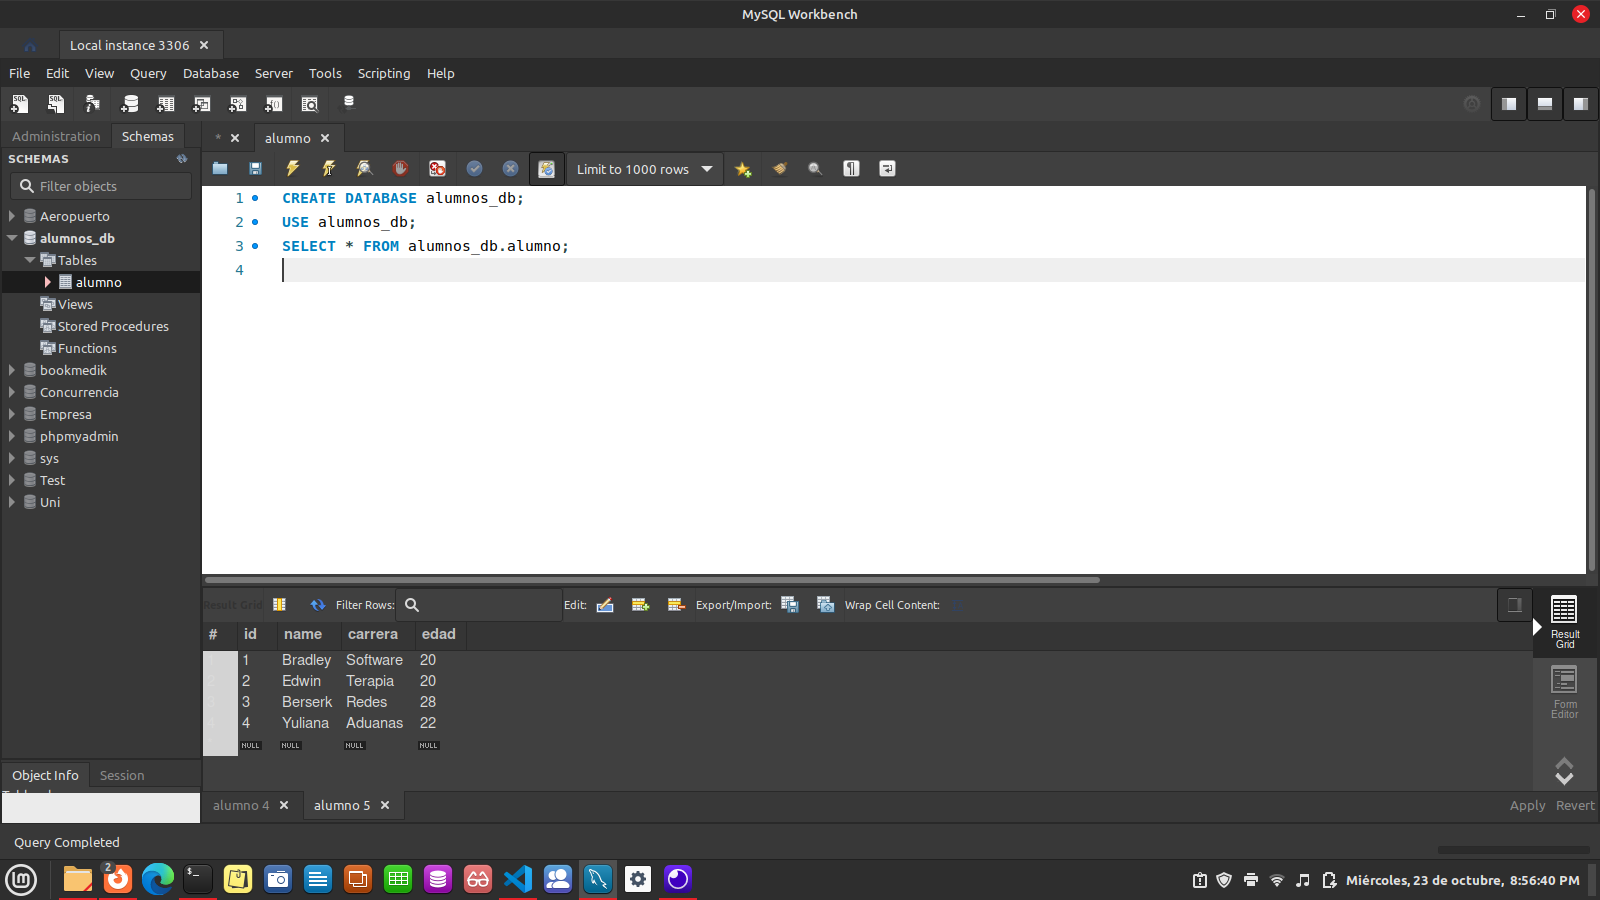 MySQL Workbench
Local instance 3306
File Edit View Query Database Server Tools Scripting Help
Administration Schemas
* alumno
SCHEMAS
Filter objects
Limit to 1000 rows
Aeropuerto
alumnos_db
Tables
alumno
Views
Stored Procedures
Functions
bookmedik
Concurrencia
Empresa
phpmyadmin
sys
Test
Uni
1 CREATE DATABASE alumnos_db;
2 USE alumnos_db;
3 SELECT * FROM alumnos_db.alumno;
4
Result Grid Filter Rows: Edit: Export/Import: Wrap Cell Content:
# id name carrera edad
1 Bradley Software 20
2 Edwin Terapia 20
3 Berserk Redes 28
4 Yuliana Aduanas 22
NULL NULL NULL NULL
Result
Grid
Form
Editor
Object Info Session
alumno 4 alumno 5
Apply Revert
Query Completed
2
Miércoles, 23 de octubre, 8:56:40 PM